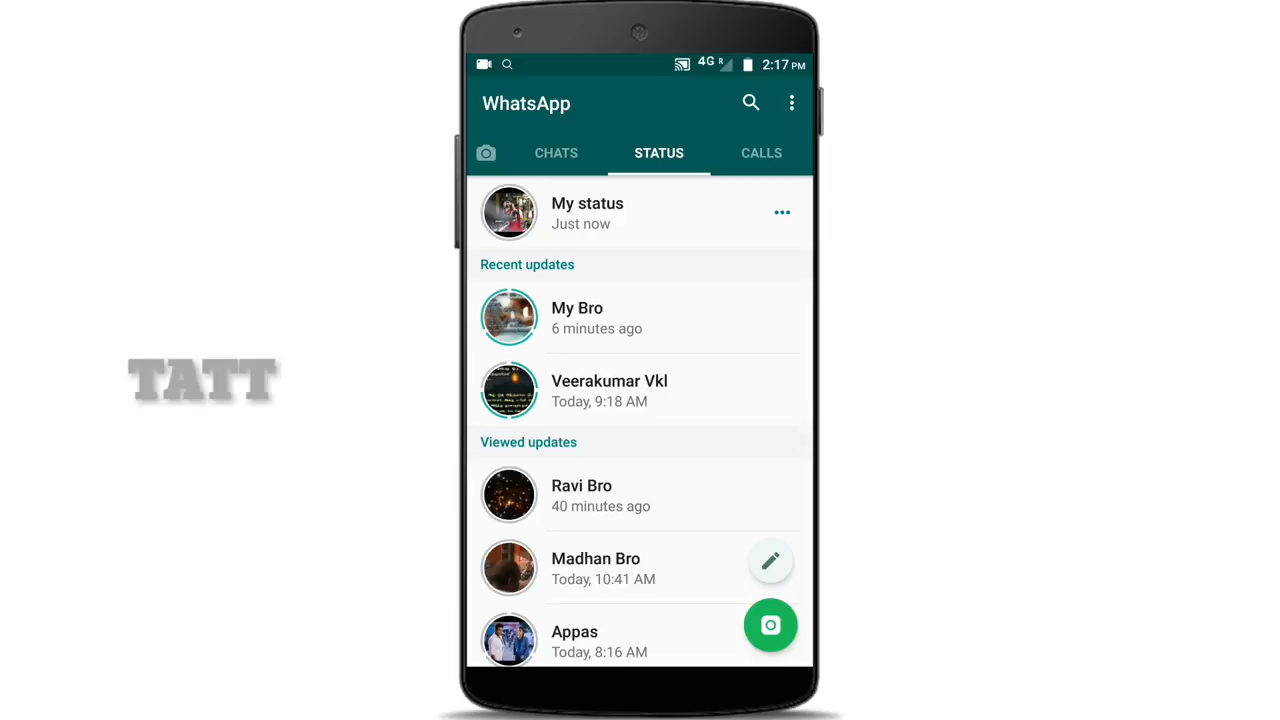 4G R 2:17 PM
WhatsApp
CHATS STATUS CALLS
My status
Just now
Recent updates
My Bro
6 minutes ago
TATT
Veerakumar Vkl
Today, 9:18 AM
Viewed updates
Ravi Bro
40 minutes ago
Madhan Bro
Today, 10:41 AM
Appas
Today, 8:16 AM